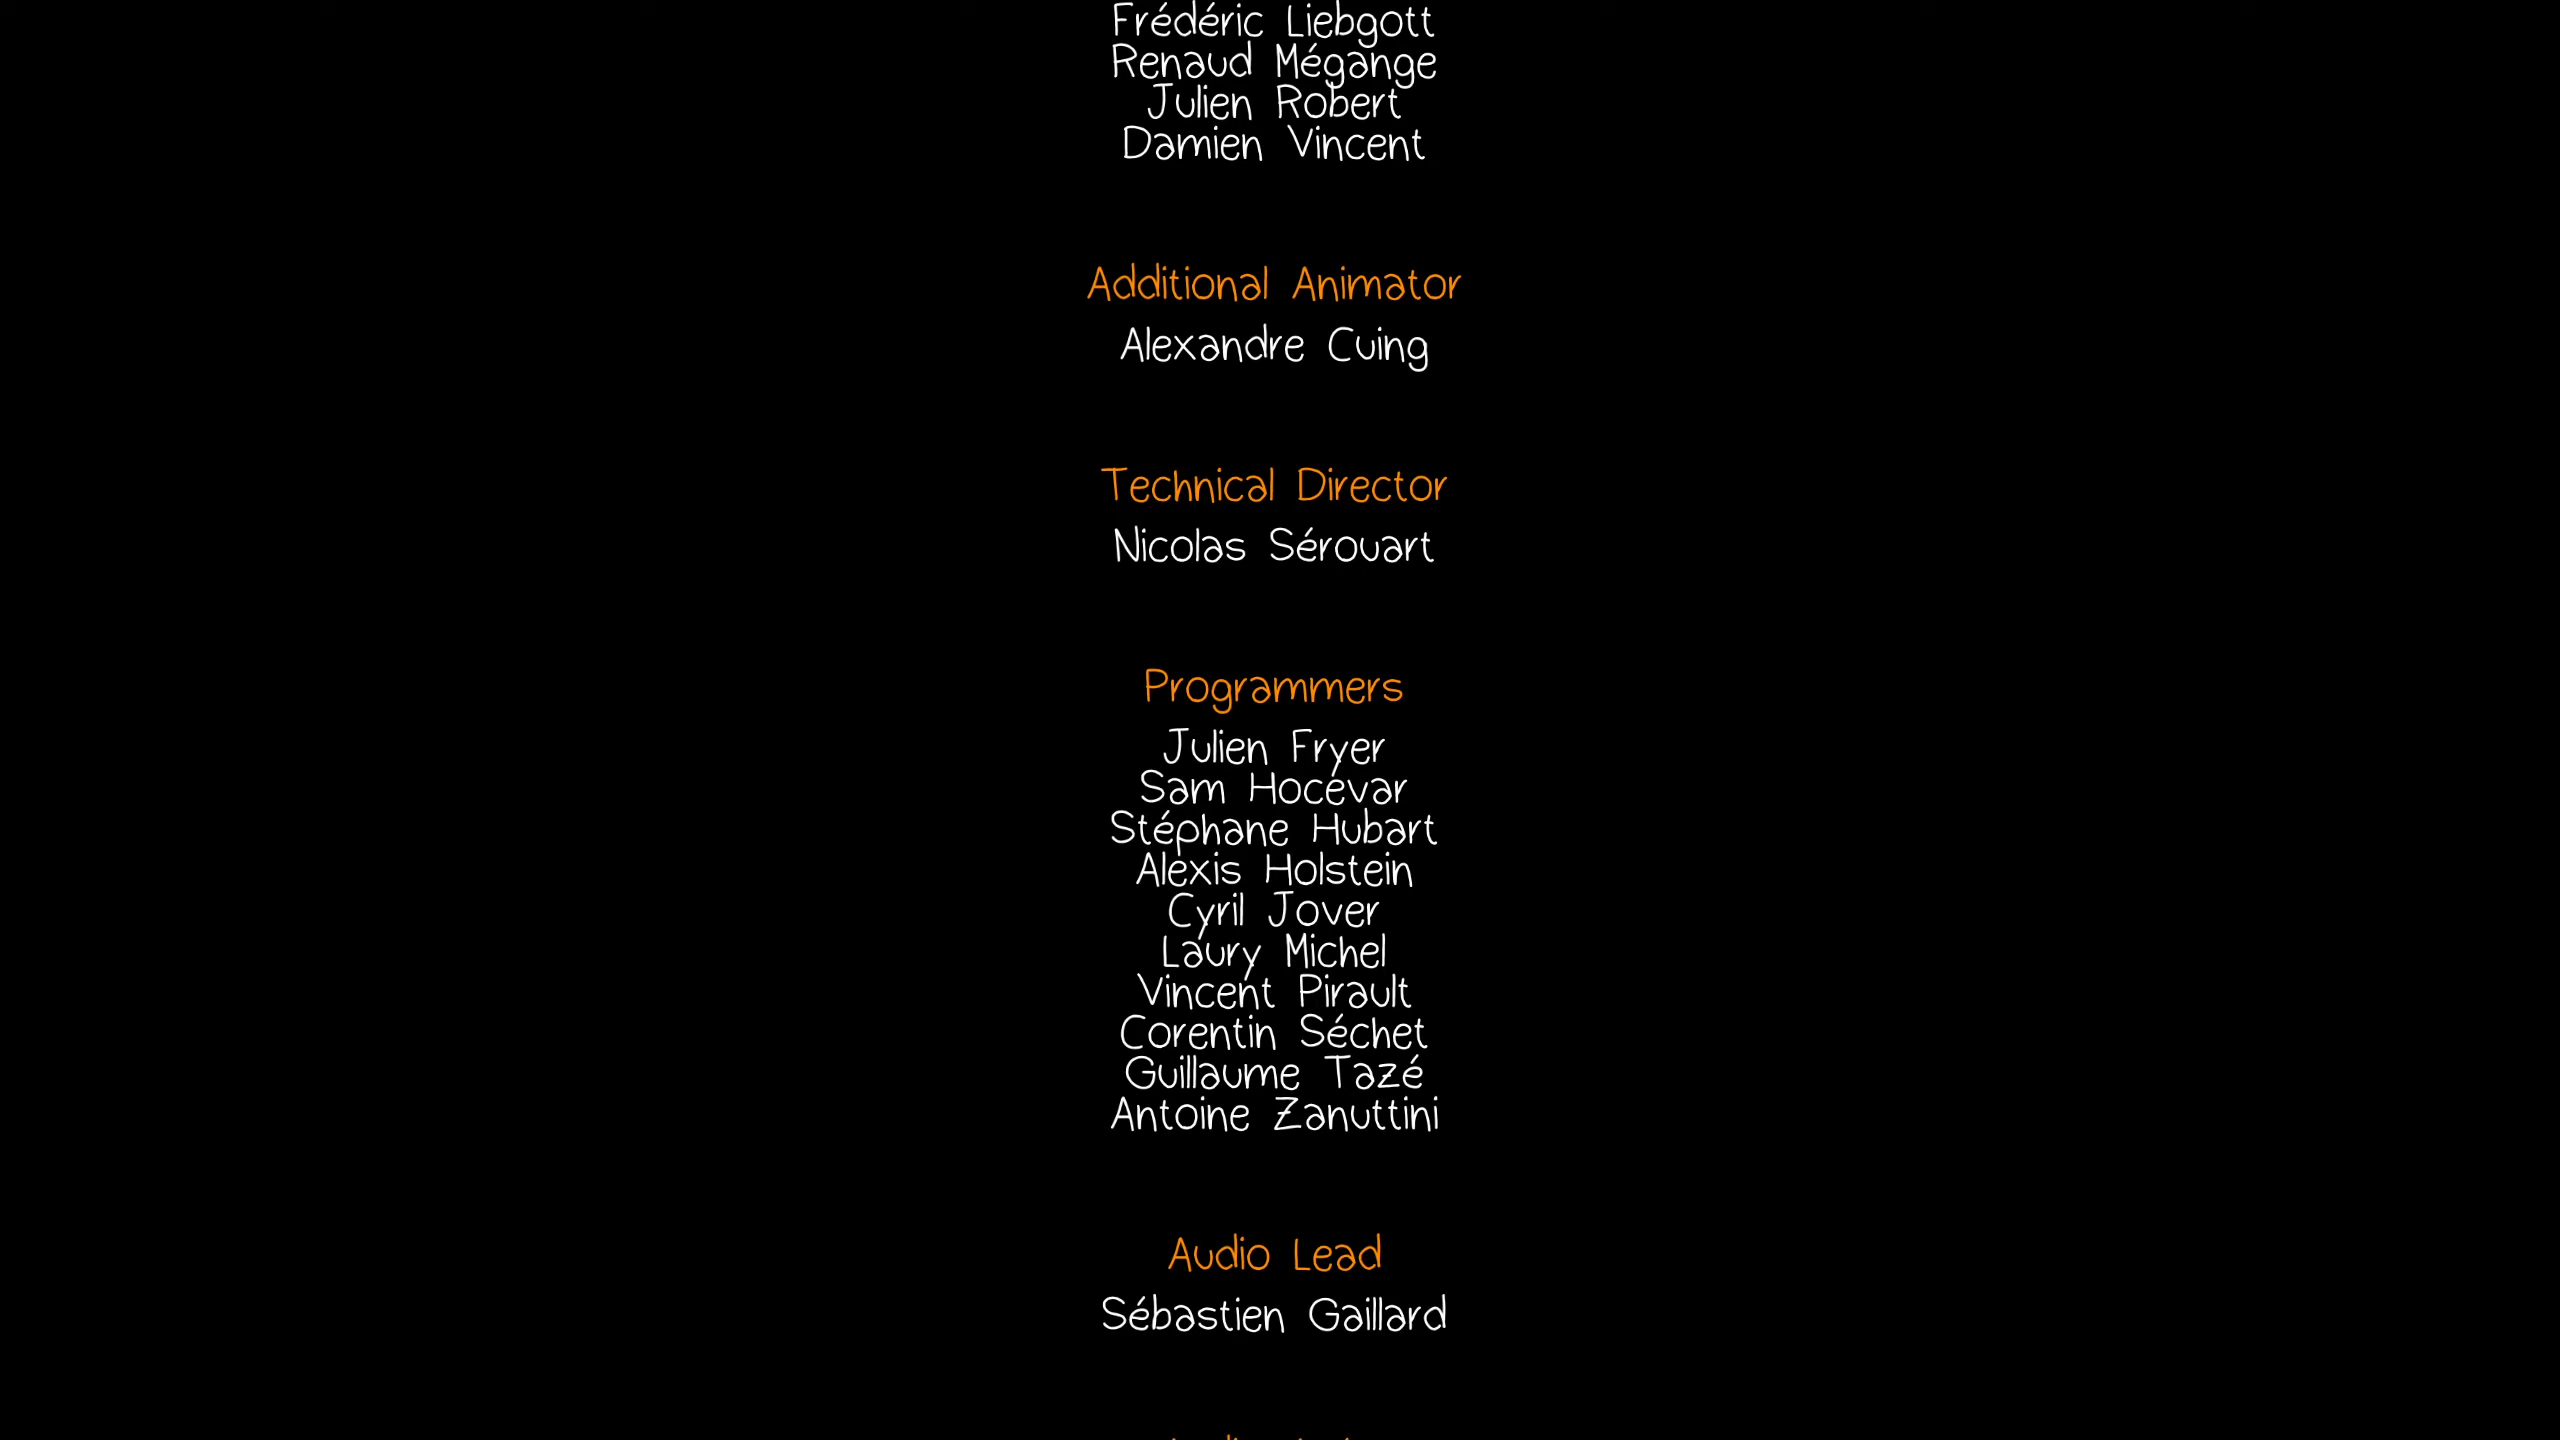 Frédéric Liebgott
Renaud Mégange
Julien Robert
Damien Vincent
Additional Animator
Alexandre Cuing
Technical Director
Nicolas Sérouart
Programmers
Julien Fryer
Sam Hocevar
Stéphane Hubart
Alexis Holstein
Cyril Jover
Laury Michel
Vincent Pirault
Corentin Séchet
Guillaume Tazé
Antoine Zanuttini
Audio Lead
Sébastien Gaillard